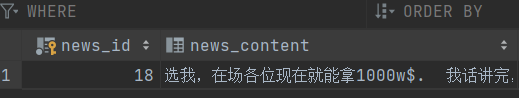 WHERE ORDER BY
news_id news_content
1 18 选我，在场各位现在就能拿1000w$. 我话讲完。